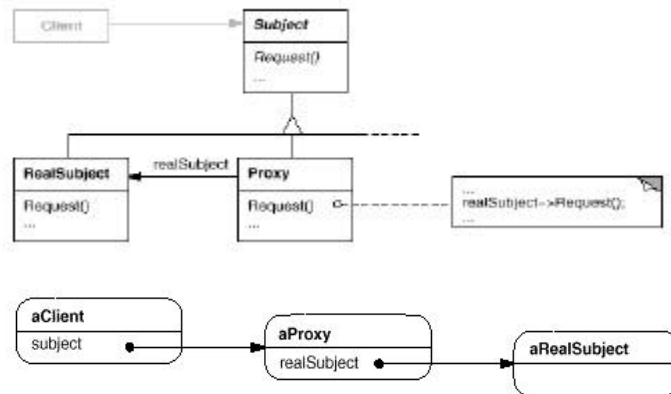 Client
Subject
Request()
...
realSubject
RealSubject
Request()
...
Proxy
Request()
...
...
realSubject->Request();
...
aClient
subject
aProxy
realSubject
aRealSubject